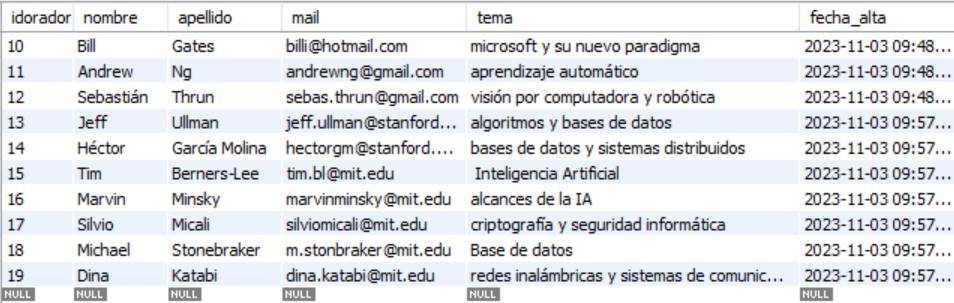 idorador nombre apellido mail tema fecha_alta
10 Bill Gates billi@hotmail.com microsoft y su nuevo paradigma 2023-11-03 09:48...
11 Andrew Ng andrewng@gmail.com aprendizaje automático 2023-11-03 09:48...
12 Sebastián Thrun sebas.thrun@gmail.com visión por computadora y robótica 2023-11-03 09:48...
13 Jeff Ullman jeff.ullman@stanford... algoritmos y bases de datos 2023-11-03 09:57...
14 Héctor García Molina hectorgm@stanford.... bases de datos y sistemas distribuidos 2023-11-03 09:57...
15 Tim Berners-Lee tim.bl@mit.edu Inteligencia Artificial 2023-11-03 09:57...
16 Marvin Minsky marvinminsky@mit.edu alcances de la IA 2023-11-03 09:57...
17 Silvio Micali silviomicali@mit.edu criptografía y seguridad informática 2023-11-03 09:57...
18 Michael Stonebraker m.stonbraker@mit.edu Base de datos 2023-11-03 09:57...
19 Dina Katabi dina.katabi@mit.edu redes inalámbricas y sistemas de comunic... 2023-11-03 09:57...
NULL NULL NULL NULL NULL NULL